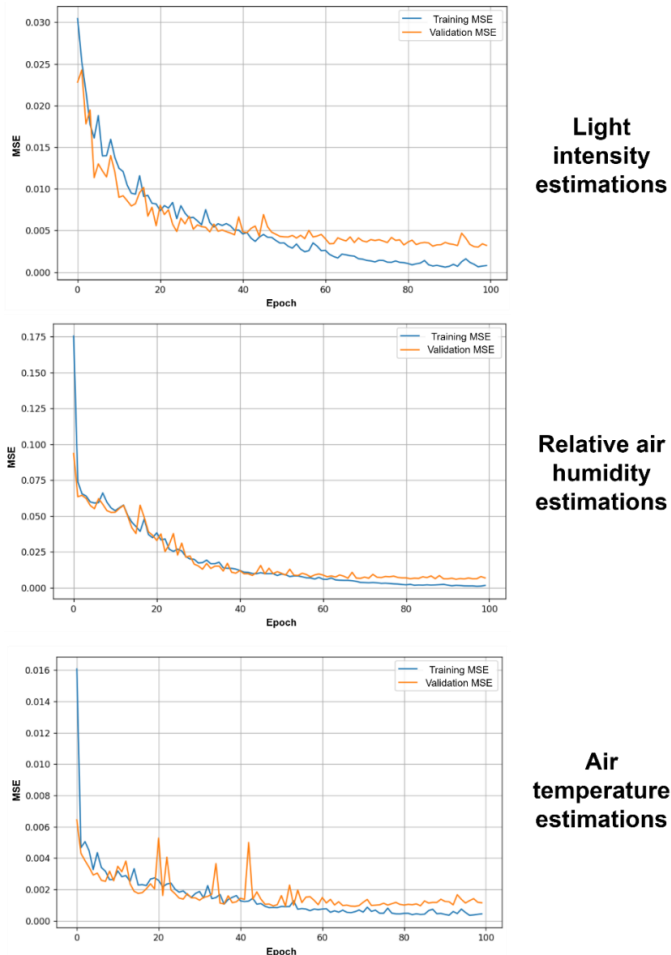 0.030
0.025
0.020
0.015
0.010
0.005
0.000
MSE
Training MSE
Validation MSE
0 20 40 60 80 100
Epoch
Light
intensity
estimations
0.175
0.150
0.125
0.100
0.075
0.050
0.025
0.000
MSE
Training MSE
Validation MSE
0 20 40 60 80 100
Epoch
Relative air
humidity
estimations
0.016
0.014
0.012
0.010
0.008
0.006
0.004
0.002
0.000
MSE
Training MSE
Validation MSE
0 20 40 60 80 100
Epoch
Air
temperature
estimations